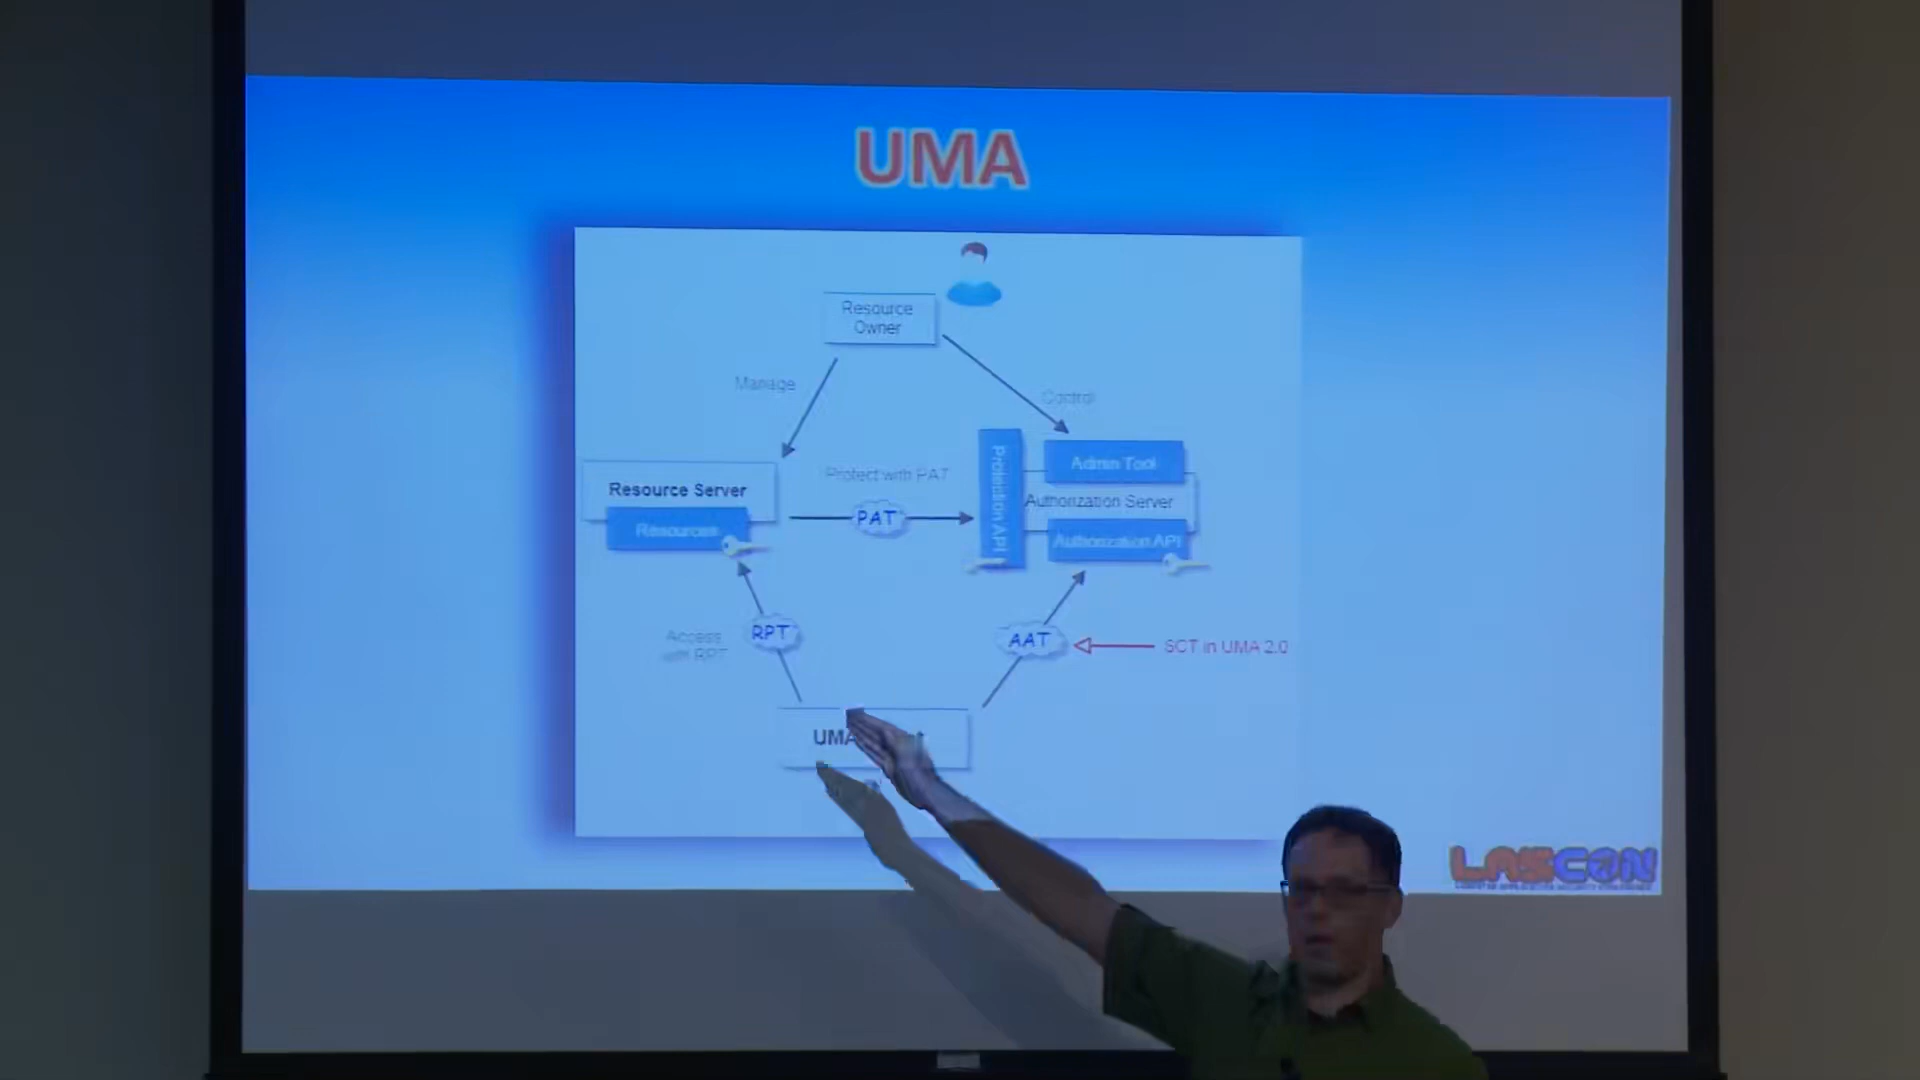 UMA
Resource
Owner
Manage
Control
Protect with PAT
Protection API
Admin Tool
Authorization Server
Authorization API
Resource Server
Resources
PAT
Access
with RPT
RPT
AAT
SCT in UMA 2.0
UMA
LASCON